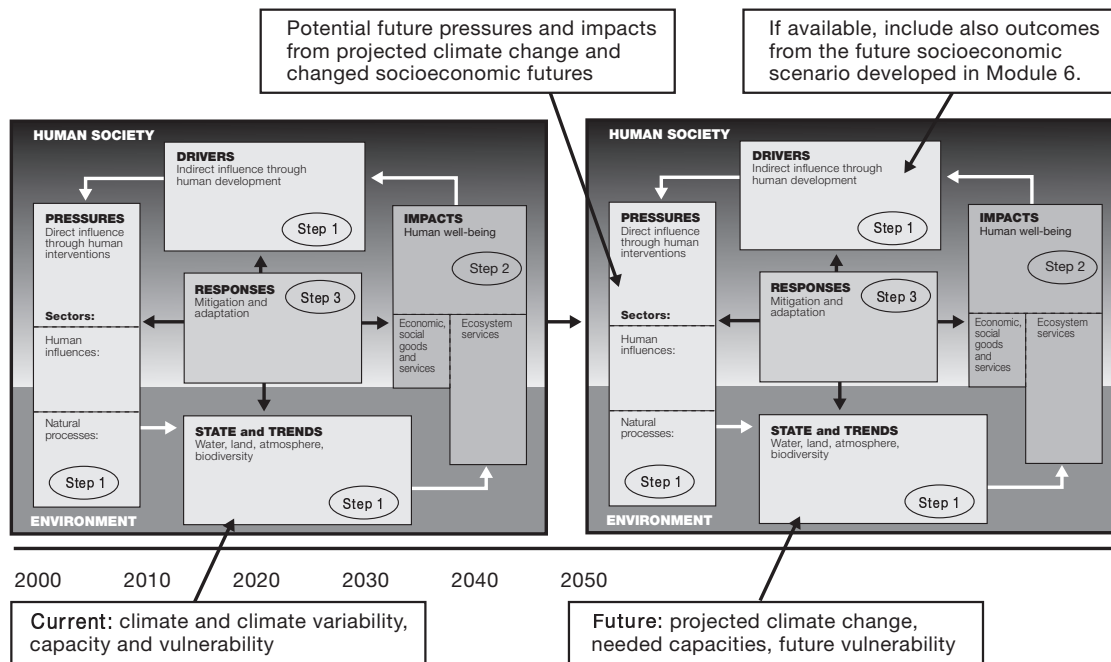 Potential future pressures and impacts
from projected climate change and
changed socioeconomic futures
If available, include also outcomes
from the future socioeconomic
scenario developed in Module 6.
HUMAN SOCIETY
DRIVERS
Indirect influence through
human development
Step 1
PRESSURES
Direct influence
through human
interventions
Sectors:
Human
influences:
Natural
processes:
Step 1
RESPONSES
Mitigation and
adaptation
Step 3
IMPACTS
Human well-being
Step 2
Economic,
social
goods
and
services
Ecosystem
services
STATE and TRENDS
Water, land, atmosphere,
biodiversity
Step 1
ENVIRONMENT
HUMAN SOCIETY
DRIVERS
Indirect influence through
human development
Step 1
PRESSURES
Direct influence
through human
interventions
Sectors:
Human
influences:
Natural
processes:
Step 1
RESPONSES
Mitigation and
adaptation
Step 3
IMPACTS
Human well-being
Step 2
Economic,
social
goods and
services
Ecosystem
services
STATE and TRENDS
Water, land, atmosphere,
biodiversity
Step 1
ENVIRONMENT
2000 2010 2020 2030 2040 2050
Current: climate and climate variability,
capacity and vulnerability
Future: projected climate change,
needed capacities, future vulnerability